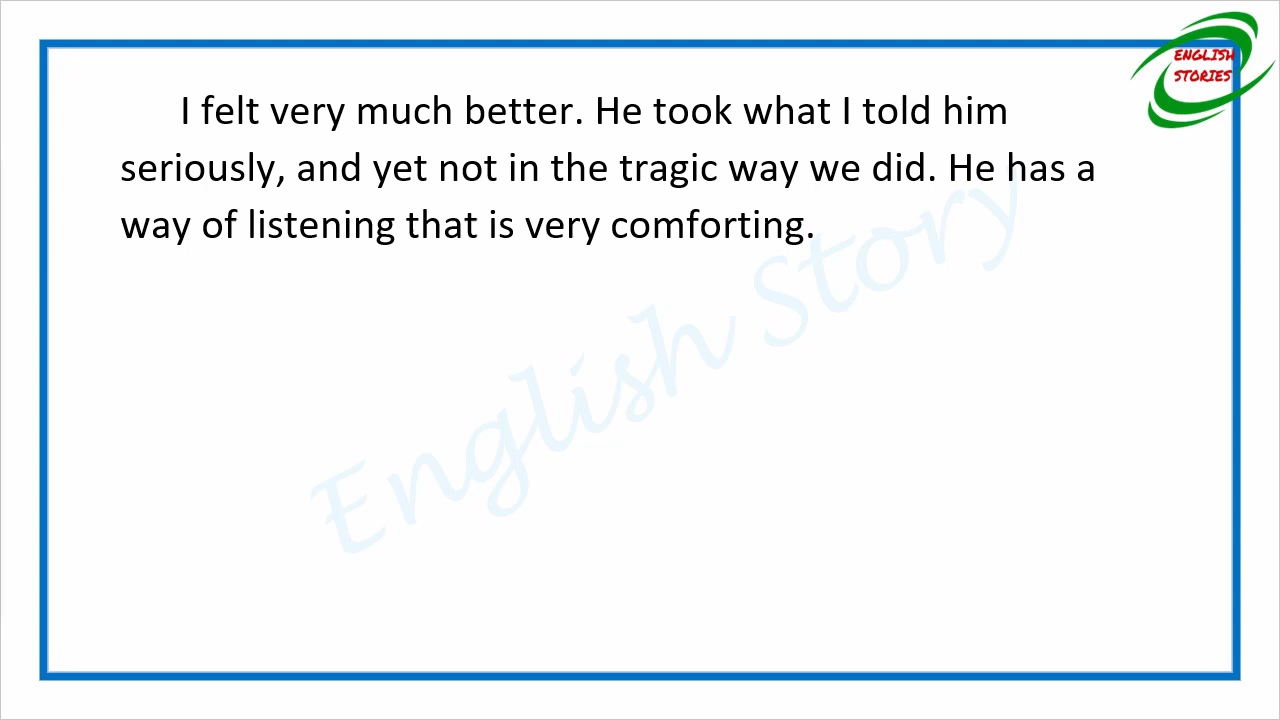 ENGLISH
STORIES
I felt very much better. He took what I told him
seriously, and yet not in the tragic way we did. He has a
way of listening that is very comforting.
English Story